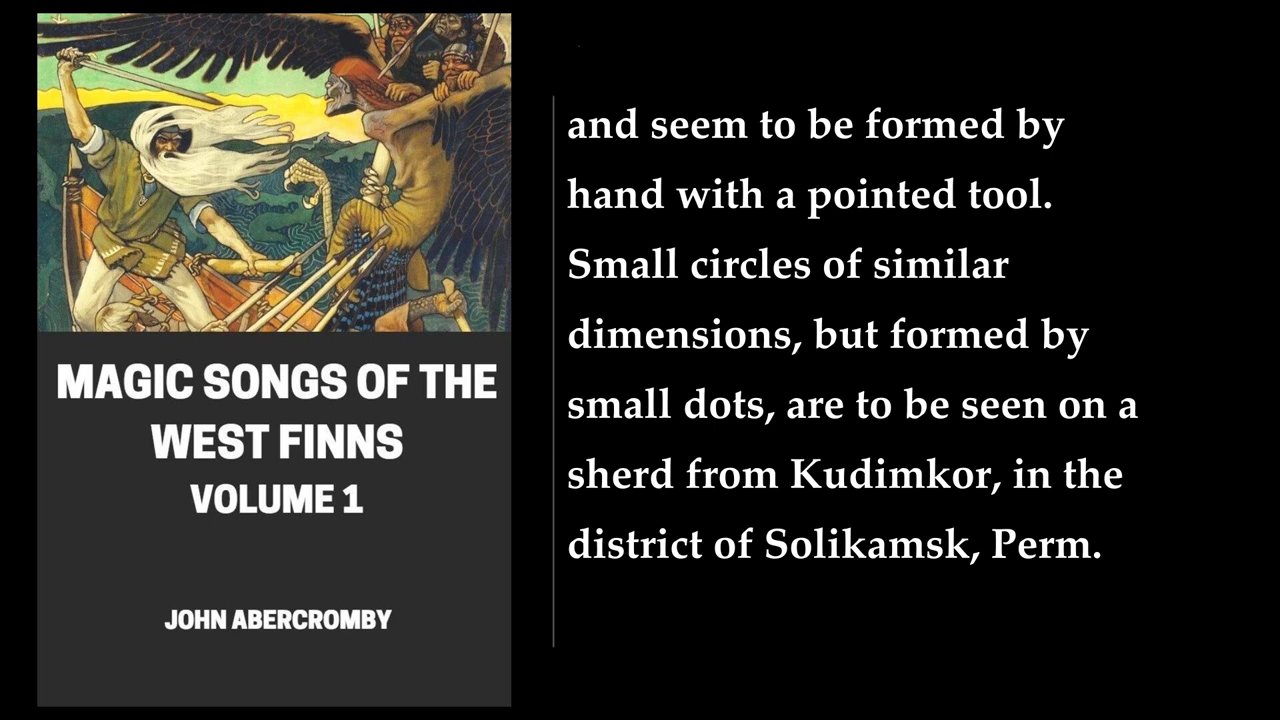 MAGIC SONGS OF THE
WEST FINNS
VOLUME 1
JOHN ABERCROMBY
and seem to be formed by
hand with a pointed tool.
Small circles of similar
dimensions, but formed by
small dots, are to be seen on a
sherd from Kudimkor, in the
district of Solikamsk, Perm.